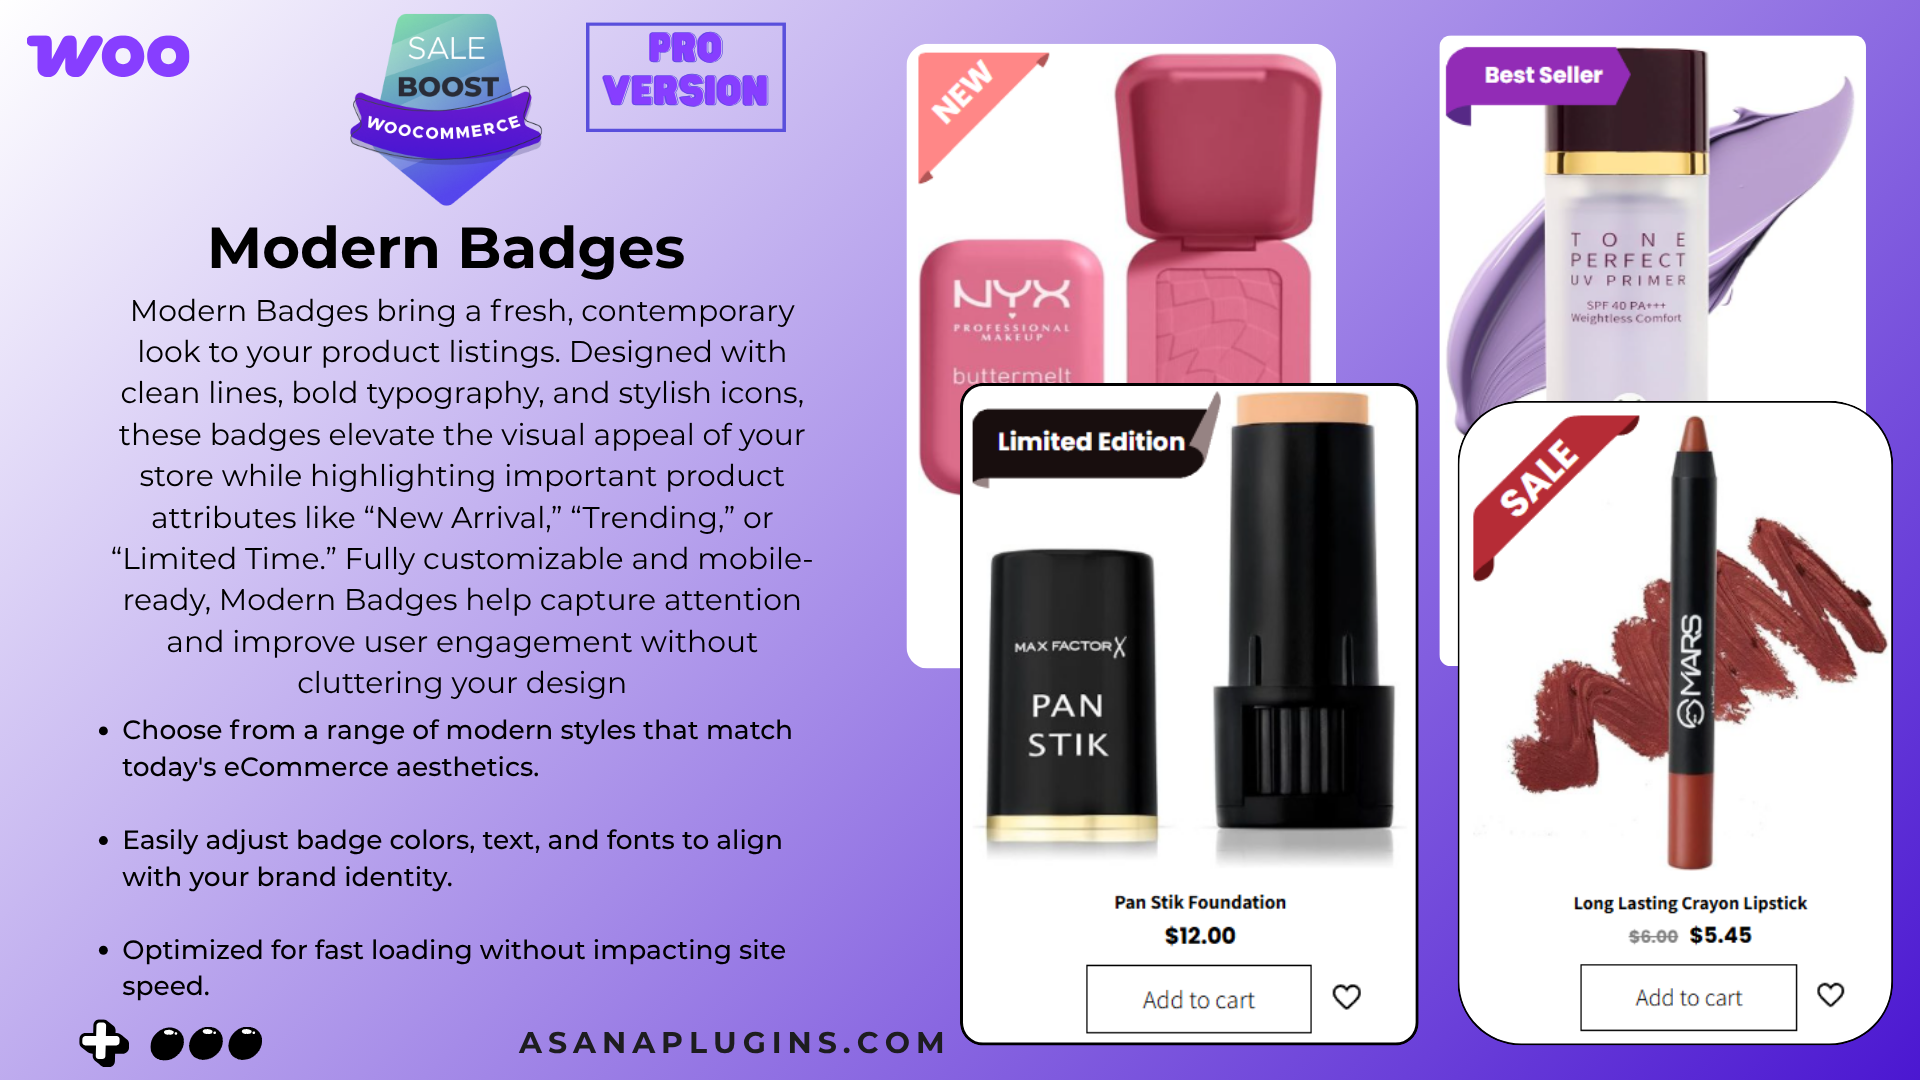 WOO
SALE
BOOST
WOOCOMMERCE
PRO
VERSION
Modern Badges
Modern Badges bring a fresh, contemporary
look to your product listings. Designed with
clean lines, bold typography, and stylish icons,
these badges elevate the visual appeal of your
store while highlighting important product
attributes like “New Arrival,” “Trending,” or
“Limited Time.” Fully customizable and mobile-
ready, Modern Badges help capture attention
and improve user engagement without
cluttering your design
• Choose from a range of modern styles that match
today's eCommerce aesthetics.
• Easily adjust badge colors, text, and fonts to align
with your brand identity.
• Optimized for fast loading without impacting site
speed.
ASANAPLUGINS.COM
NEW
NYX
PROFESSIONAL
MAKEUP
buttermelt
Best Seller
TONE
PERFECT
UV PRIMER
SPF 40 PA+++
Weightless Comfort
Limited Edition
MAX FACTOR X
PAN
STIK
Pan Stik Foundation
$12.00
Add to cart
SALE
MARS
Long Lasting Crayon Lipstick
$6.00 $5.45
Add to cart